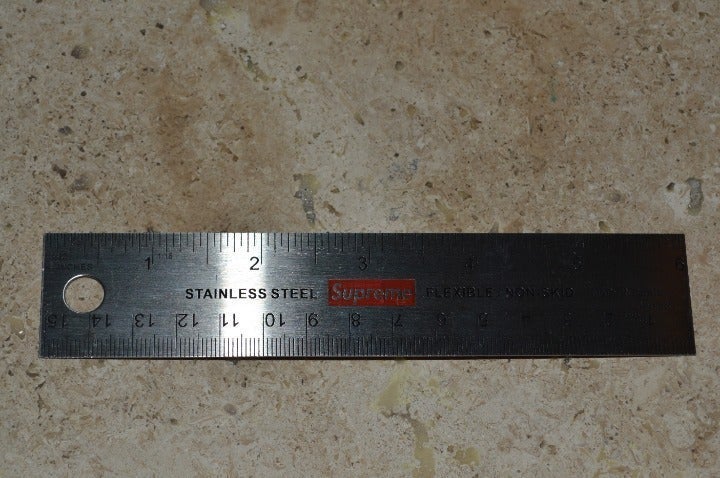 1 2 3 4 5 6
STAINLESS STEEL Supreme FLEXIBLE NON-SKID
15 14 13 12 11 10 9 8 7 6 5 4 3 2 1